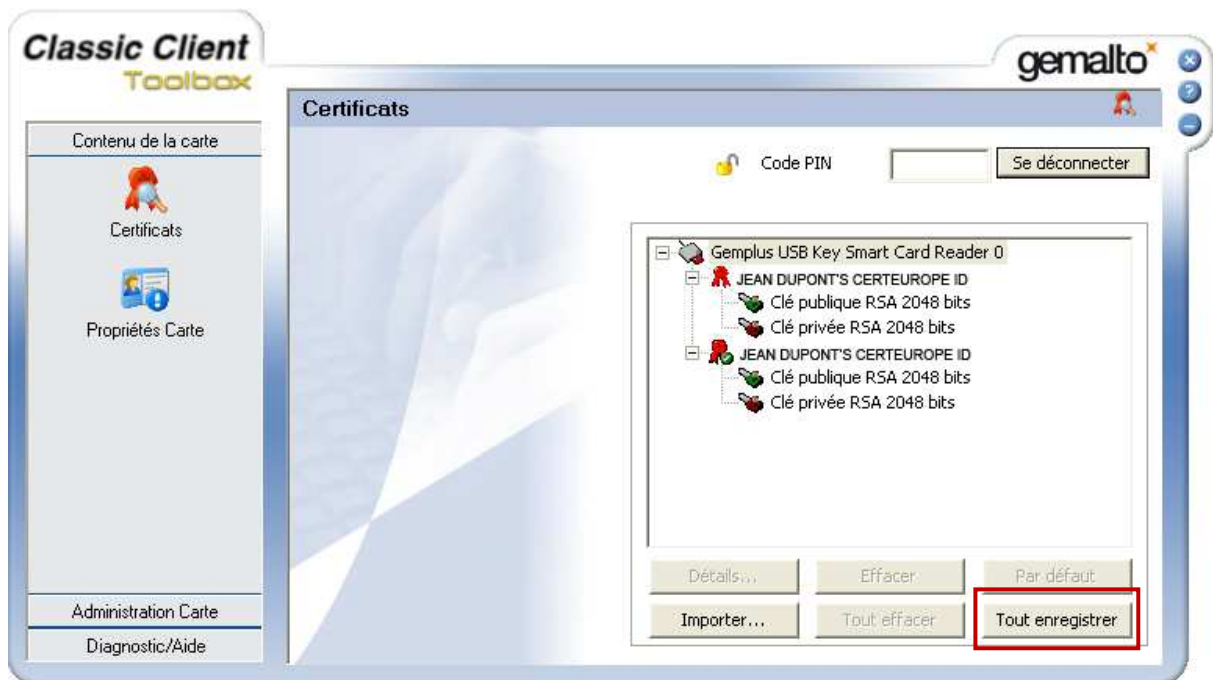 Classic Client
Toolbox
gemalto
Certificats
Contenu de la carte
Certificats
Propriétés Carte
Administration Carte
Diagnostic/Aide
Code PIN
Se déconnecter
Gemplus USB Key Smart Card Reader 0
JEAN DUPONT'S CERTEUROPE ID
Clé publique RSA 2048 bits
Clé privée RSA 2048 bits
JEAN DUPONT'S CERTEUROPE ID
Clé publique RSA 2048 bits
Clé privée RSA 2048 bits
Détails... Effacer Par défaut
Importer... Tout effacer Tout enregistrer